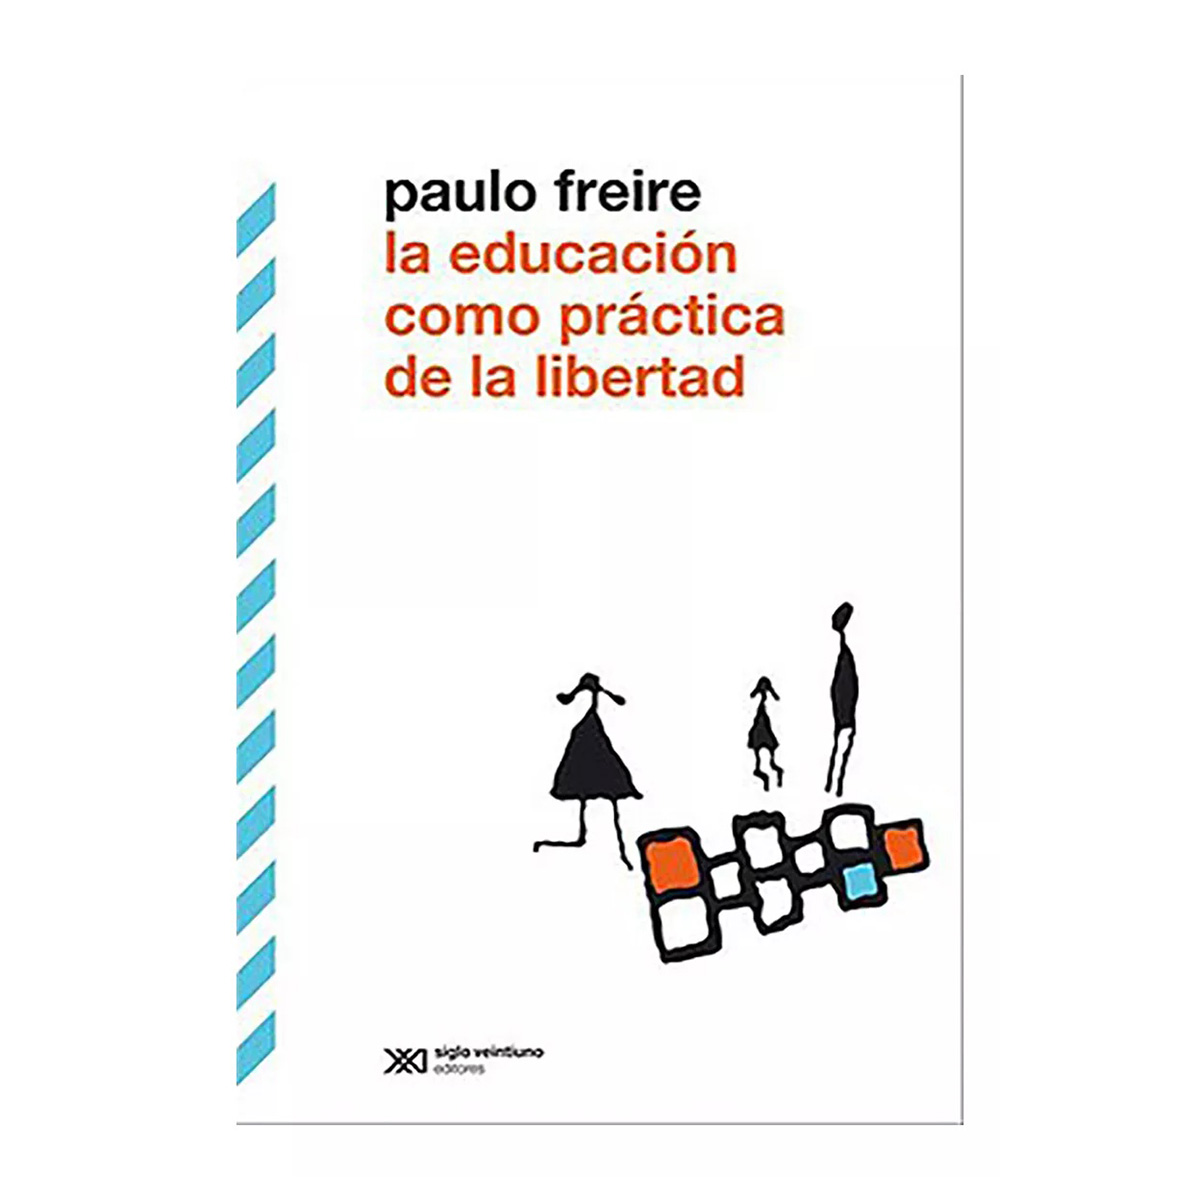 paulo freire
la educación
como práctica
de la libertad
siglo veintiuno
editores